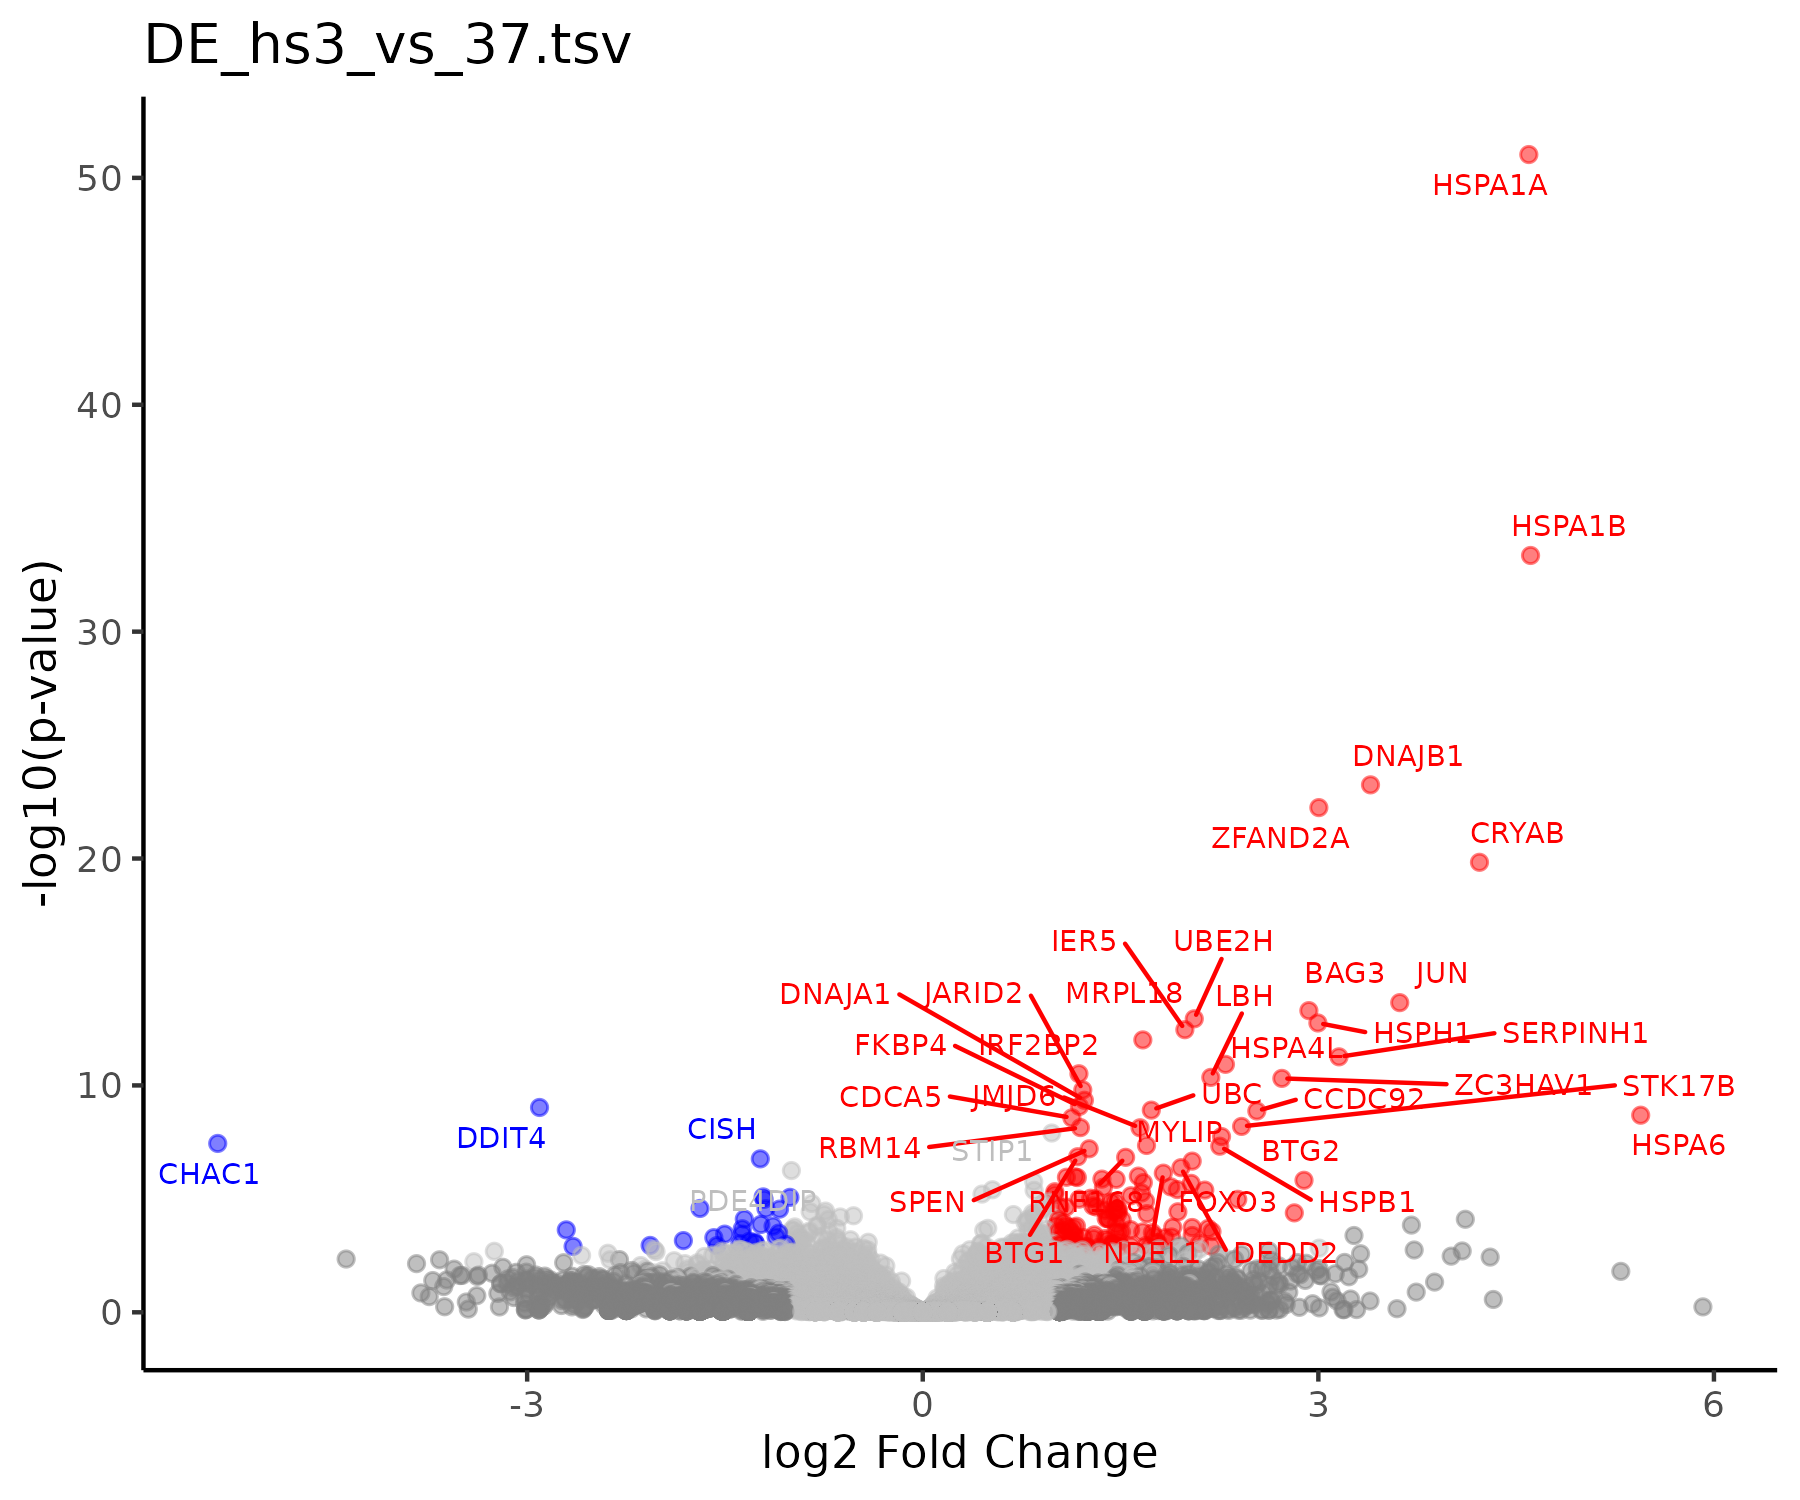 DE_hs3_vs_37.tsv
50
HSPA1A
40
HSPA1B
30
DNAJB1
ZFAND2A
CRYAB
20
IER5
UBE2H
BAG3
JUN
DNAJA1
JARID2
MRPL18
LBH
HSPH1
SERPINH1
FKBP4
IRF2BP2
HSPA4L
10
CDCA5
JMJD6
UBC
CCDC92
ZC3HAV1
STK17B
DDIT4
CISH
RBM14
STIP1
MYLIP
BTG2
HSPA6
CHAC1
PDE4DIP
SPEN
FOXO3
HSPB1
BTG1
NDEL1
DEDD2
0
-3
0
3
6
log2 Fold Change
-log10(p-value)